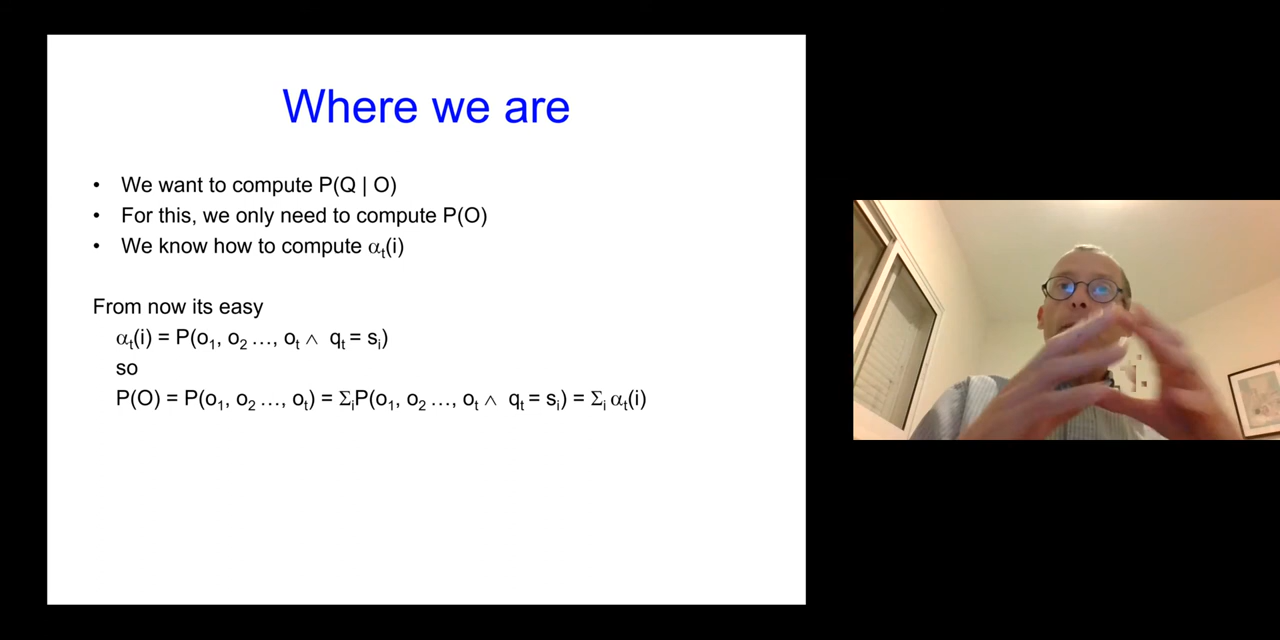 Where we are
• We want to compute P(Q | O)
• For this, we only need to compute P(O)
• We know how to compute αt(i)
From now its easy
αt(i) = P(o1, o2 …, ot ∧ qt = si)
so
P(O) = P(o1, o2 …, ot) = ΣiP(o1, o2 …, ot ∧ qt = si) = Σi αt(i)